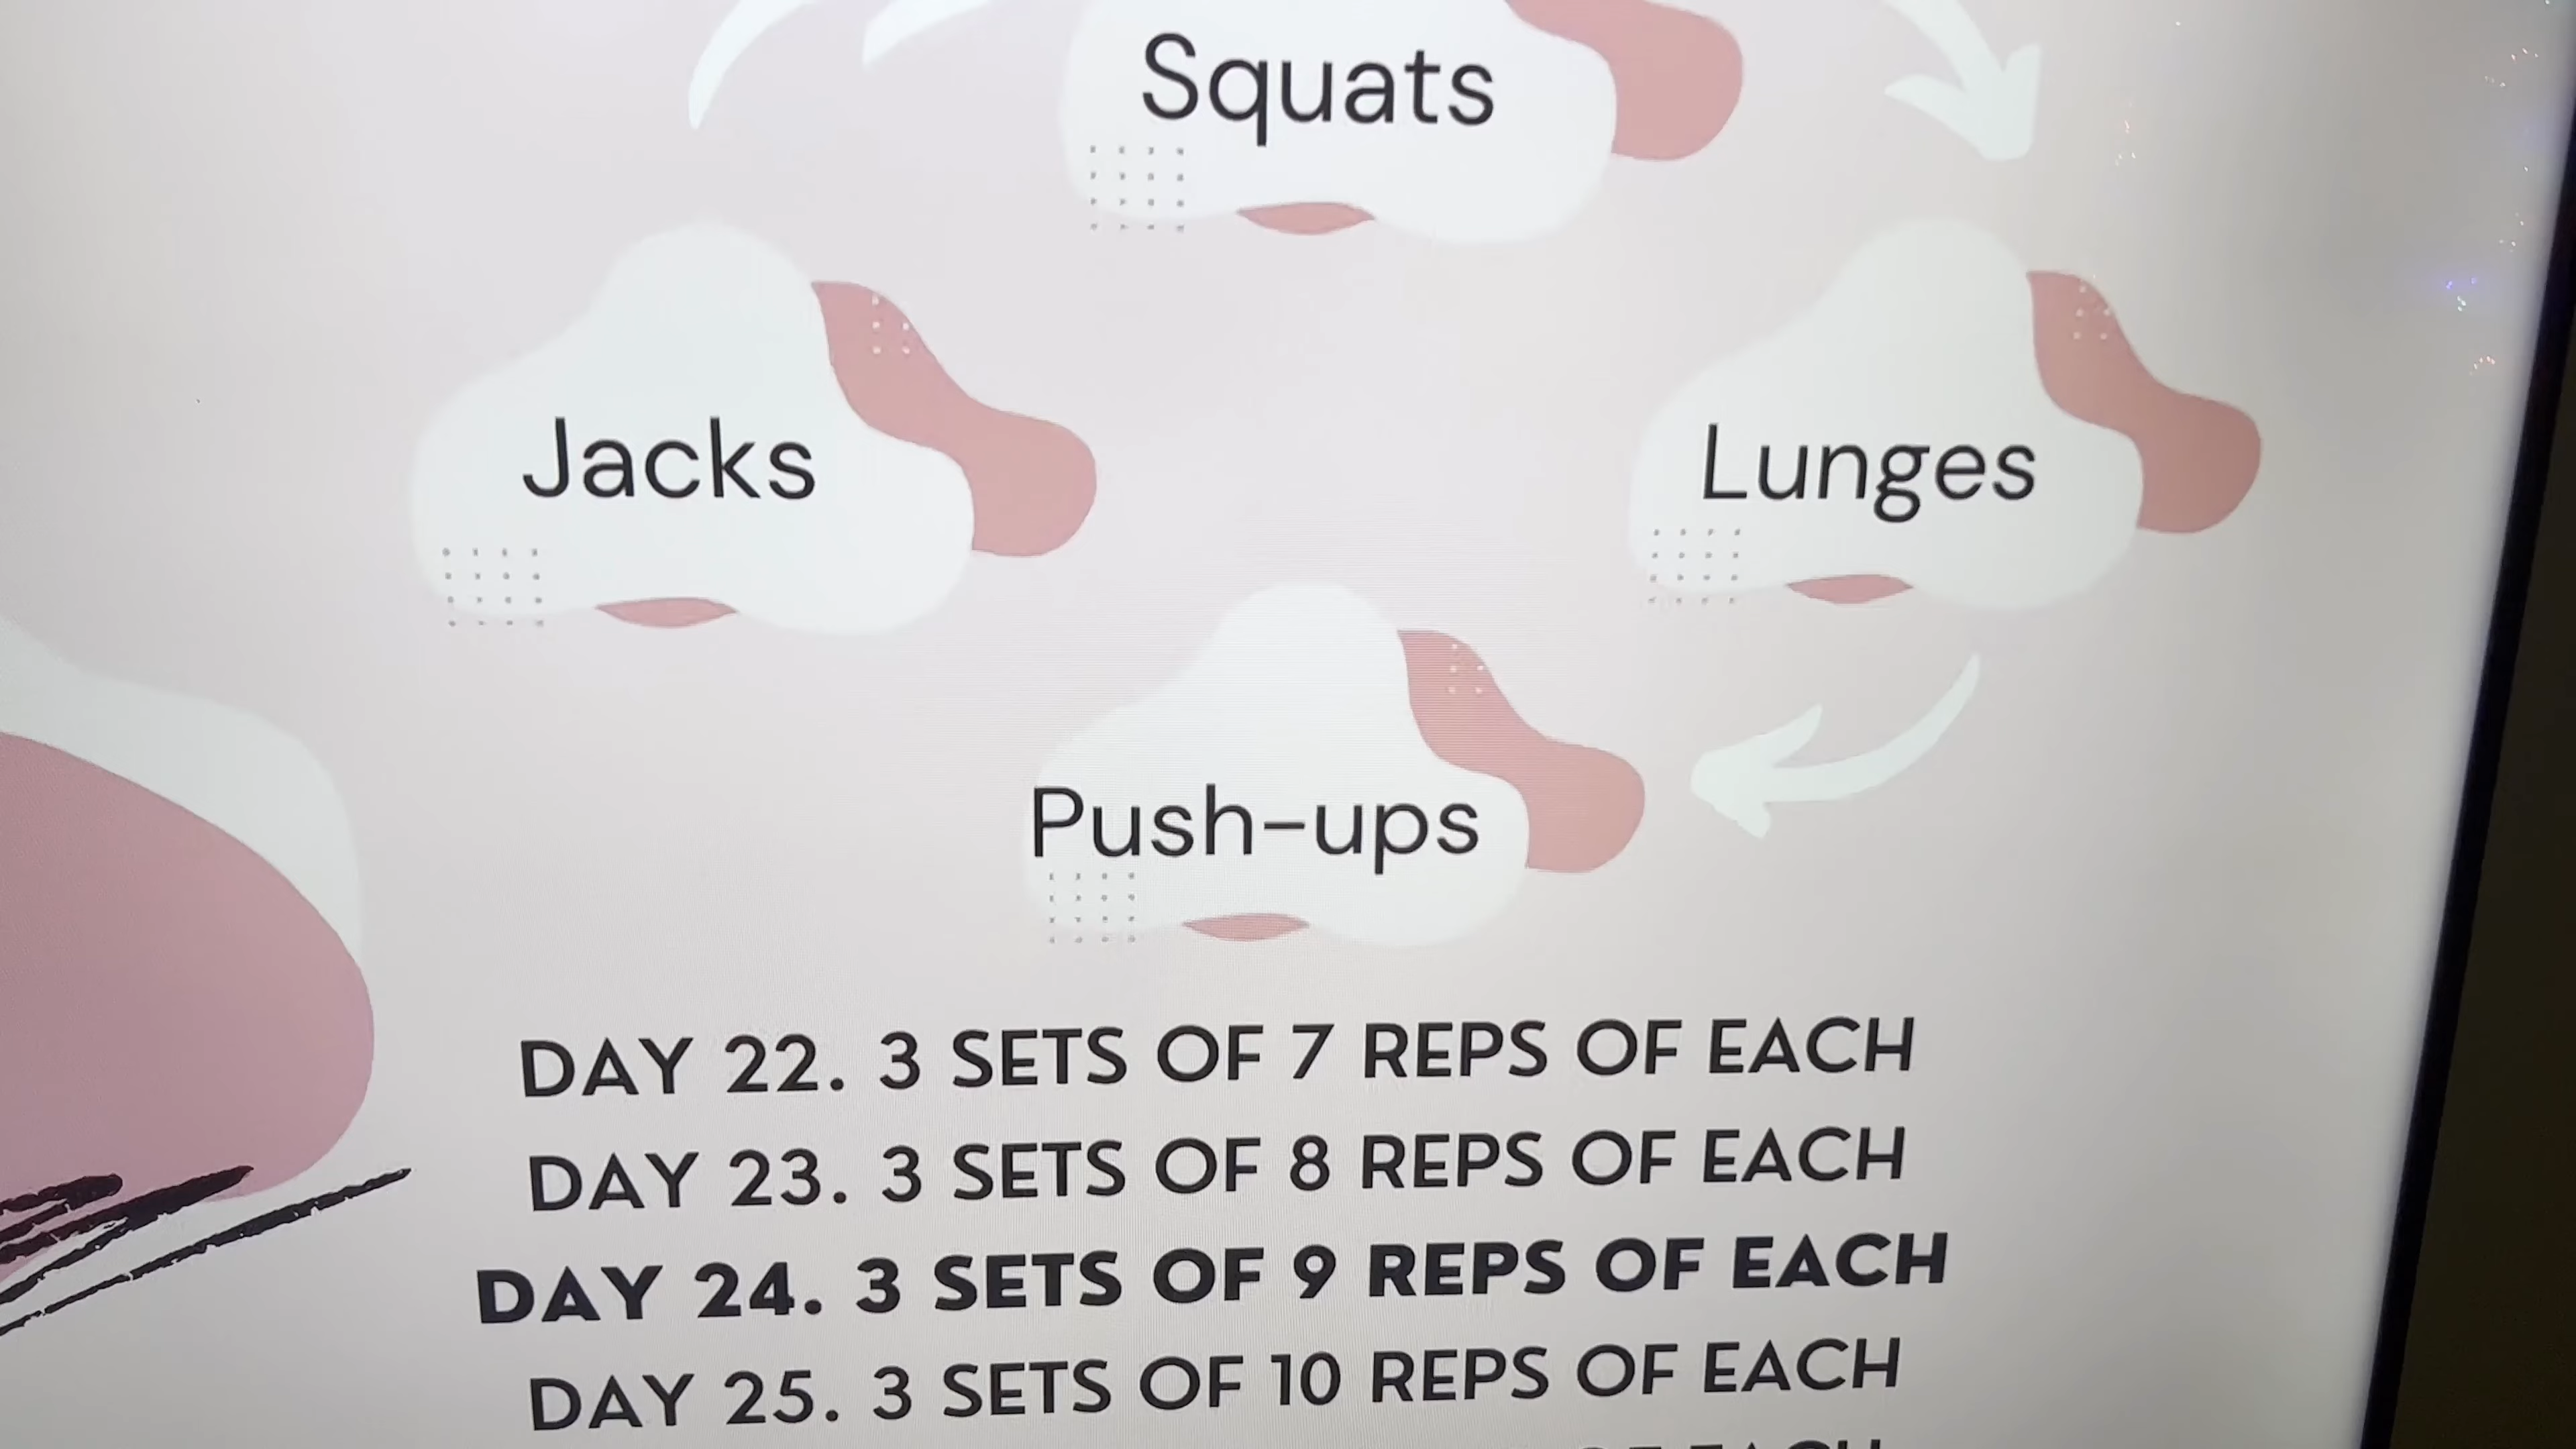 Squats
Jacks
Lunges
Push-ups
DAY 22. 3 SETS OF 7 REPS OF EACH
DAY 23. 3 SETS OF 8 REPS OF EACH
DAY 24. 3 SETS OF 9 REPS OF EACH
DAY 25. 3 SETS OF 10 REPS OF EACH
OF EACH